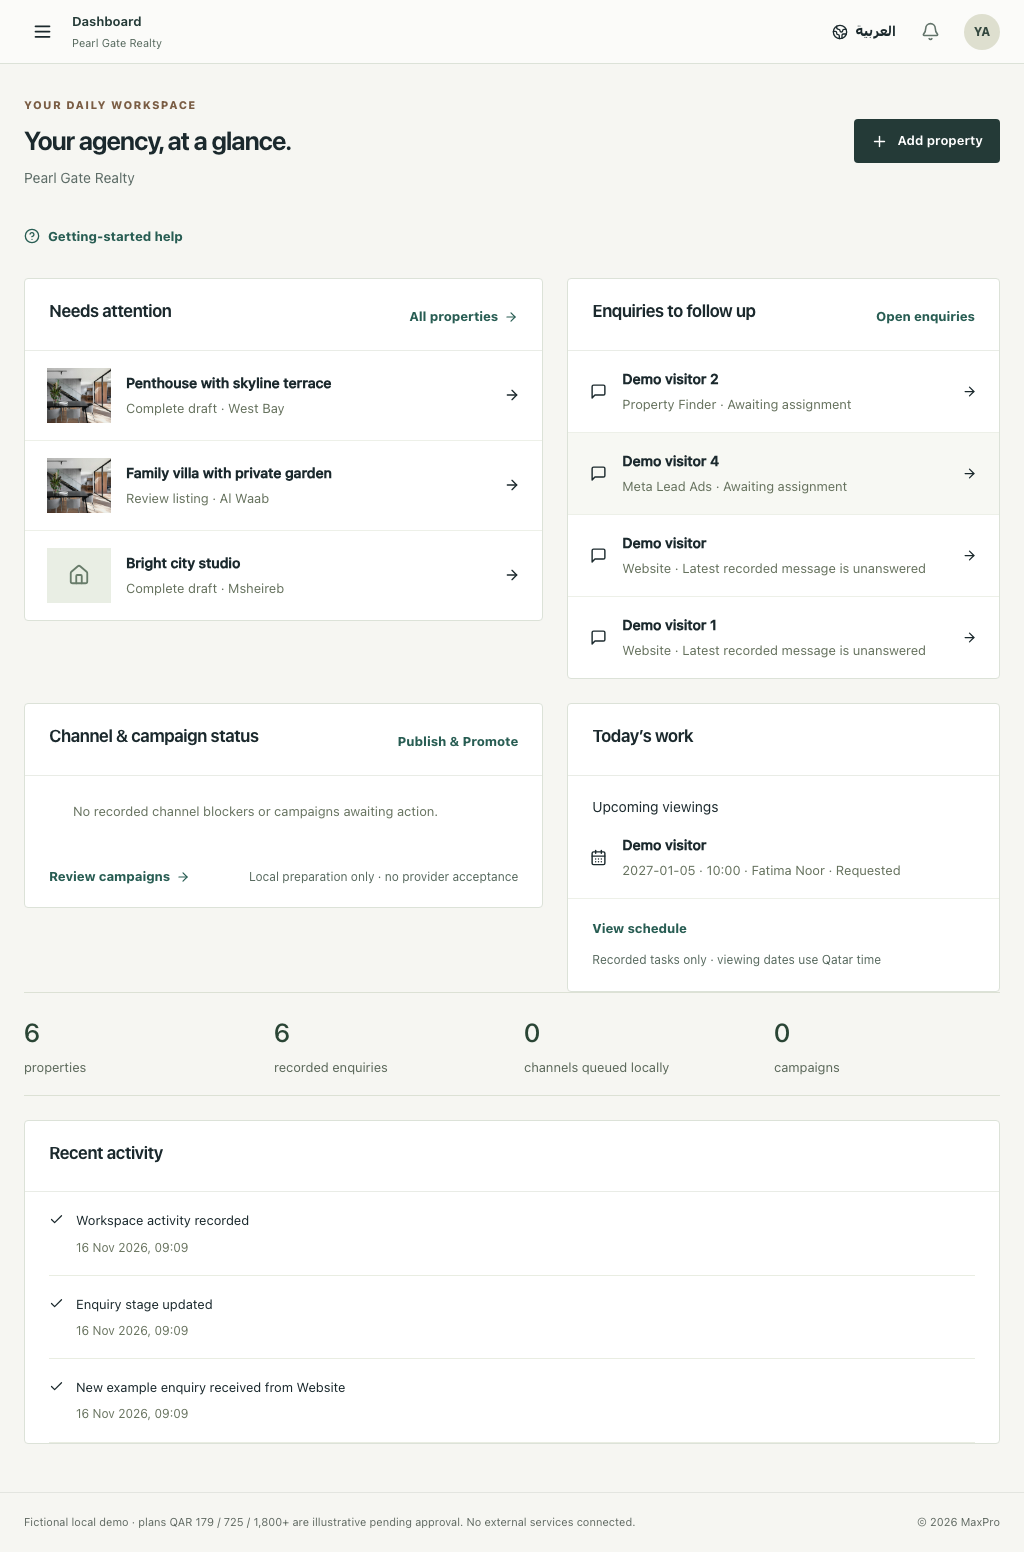 Dashboard
Pearl Gate Realty
العربية
YA
YOUR DAILY WORKSPACE
Your agency, at a glance.
Pearl Gate Realty
Add property
Getting-started help
Needs attention
All properties
Penthouse with skyline terrace
Complete draft · West Bay
Family villa with private garden
Review listing · Al Waab
Bright city studio
Complete draft · Msheireb
Enquiries to follow up
Open enquiries
Demo visitor 2
Property Finder · Awaiting assignment
Demo visitor 4
Meta Lead Ads · Awaiting assignment
Demo visitor
Website · Latest recorded message is unanswered
Demo visitor 1
Website · Latest recorded message is unanswered
Channel & campaign status
Publish & Promote
No recorded channel blockers or campaigns awaiting action.
Review campaigns
Local preparation only · no provider acceptance
Today’s work
Upcoming viewings
Demo visitor
2027-01-05 · 10:00 · Fatima Noor · Requested
View schedule
Recorded tasks only · viewing dates use Qatar time
6
properties
6
recorded enquiries
0
channels queued locally
0
campaigns
Recent activity
Workspace activity recorded
16 Nov 2026, 09:09
Enquiry stage updated
16 Nov 2026, 09:09
New example enquiry received from Website
16 Nov 2026, 09:09
Fictional local demo · plans QAR 179 / 725 / 1,800+ are illustrative pending approval. No external services connected.
© 2026 MaxPro